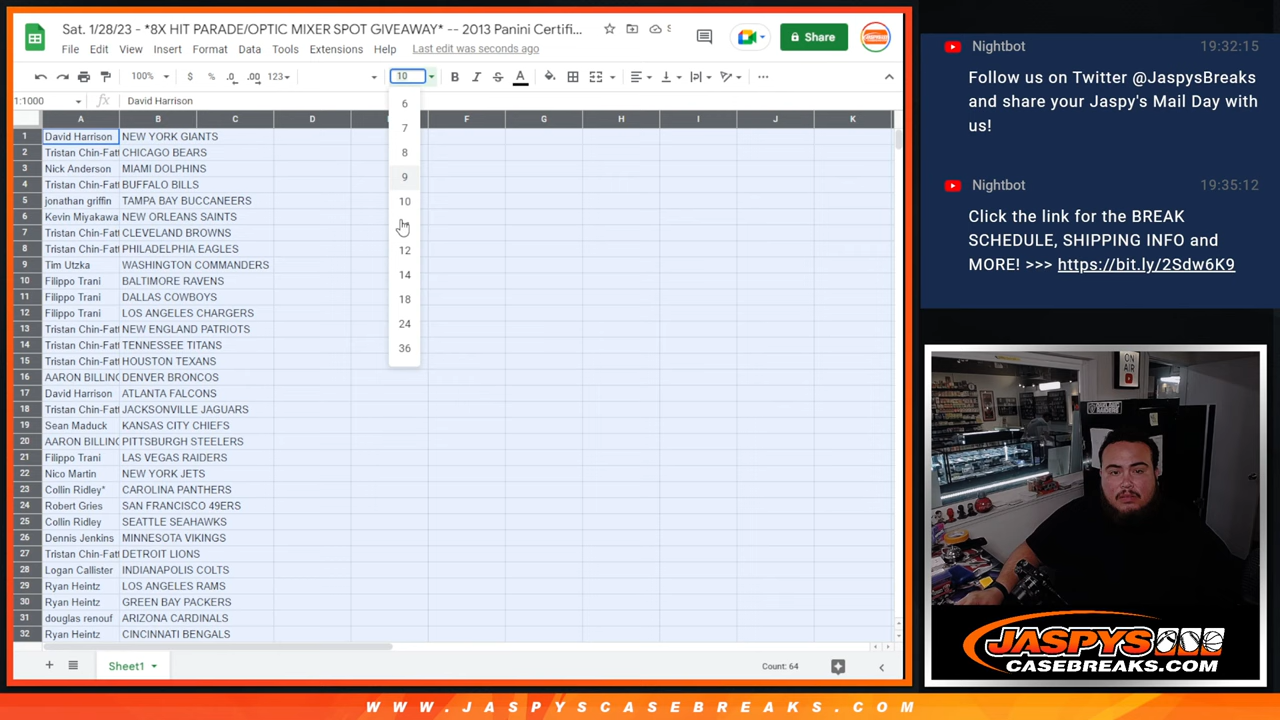 Sat. 1/28/23 - *8X HIT PARADE/OPTIC MIXER SPOT GIVEAWAY* -- 2013 Panini Certifi...
File Edit View Insert Format Data Tools Extensions Help Last edit was seconds ago
Share
100% $ % .0 .00 123 10 B I S A
1:1000 fx David Harrison
A B C D F G H I J K
1 David Harrison NEW YORK GIANTS
2 Tristan Chin-Fatt CHICAGO BEARS
3 Nick Anderson MIAMI DOLPHINS
4 Tristan Chin-Fatt BUFFALO BILLS
5 jonathan griffin TAMPA BAY BUCCANEERS
6 Kevin Miyakawa NEW ORLEANS SAINTS
7 Tristan Chin-Fatt CLEVELAND BROWNS
8 Tristan Chin-Fatt PHILADELPHIA EAGLES
9 Tim Utzka WASHINGTON COMMANDERS
10 Filippo Trani BALTIMORE RAVENS
11 Filippo Trani DALLAS COWBOYS
12 Filippo Trani LOS ANGELES CHARGERS
13 Tristan Chin-Fatt NEW ENGLAND PATRIOTS
14 Tristan Chin-Fatt TENNESSEE TITANS
15 Tristan Chin-Fatt HOUSTON TEXANS
16 AARON BILLING DENVER BRONCOS
17 David Harrison ATLANTA FALCONS
18 Tristan Chin-Fatt JACKSONVILLE JAGUARS
19 Sean Maduck KANSAS CITY CHIEFS
20 AARON BILLING PITTSBURGH STEELERS
21 Filippo Trani LAS VEGAS RAIDERS
22 Nico Martin NEW YORK JETS
23 Collin Ridley* CAROLINA PANTHERS
24 Robert Gries SAN FRANCISCO 49ERS
25 Collin Ridley SEATTLE SEAHAWKS
26 Dennis Jenkins MINNESOTA VIKINGS
27 Tristan Chin-Fatt DETROIT LIONS
28 Logan Callister INDIANAPOLIS COLTS
29 Ryan Heintz LOS ANGELES RAMS
30 Ryan Heintz GREEN BAY PACKERS
31 douglas renouf ARIZONA CARDINALS
32 Ryan Heintz CINCINNATI BENGALS
6
7
8
9
10
12
14
18
24
36
Sheet1
Count: 64
Nightbot 19:32:15
Follow us on Twitter @JaspysBreaks
and share your Jaspy's Mail Day with
us!
Nightbot 19:35:12
Click the link for the BREAK
SCHEDULE, SHIPPING INFO and
MORE! >>> https://bit.ly/2Sdw6K9
ON AIR
JASPYS
CASEBREAKS.COM
WWW.JASPYSCASEBREAKS.COM